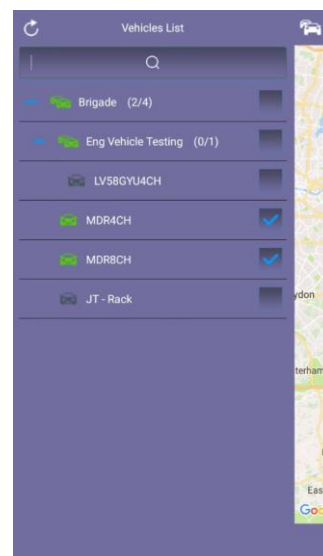 Vehicles List
Brigade (2/4)
Eng Vehicle Testing (0/1)
LV58GYU4CH
MDR4CH
MDR8CH
JT - Rack
ydon
terham
Eas
Goo